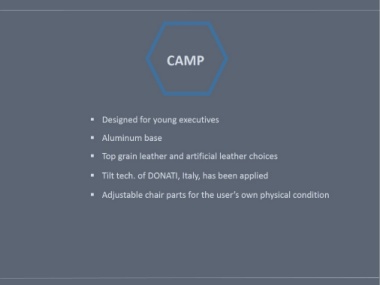 CAMP
▪ Designed for young executives
▪ Aluminum base
▪ Top grain leather and artificial leather choices
▪ Tilt tech. of DONATI, Italy, has been applied
▪ Adjustable chair parts for the user's own physical condition